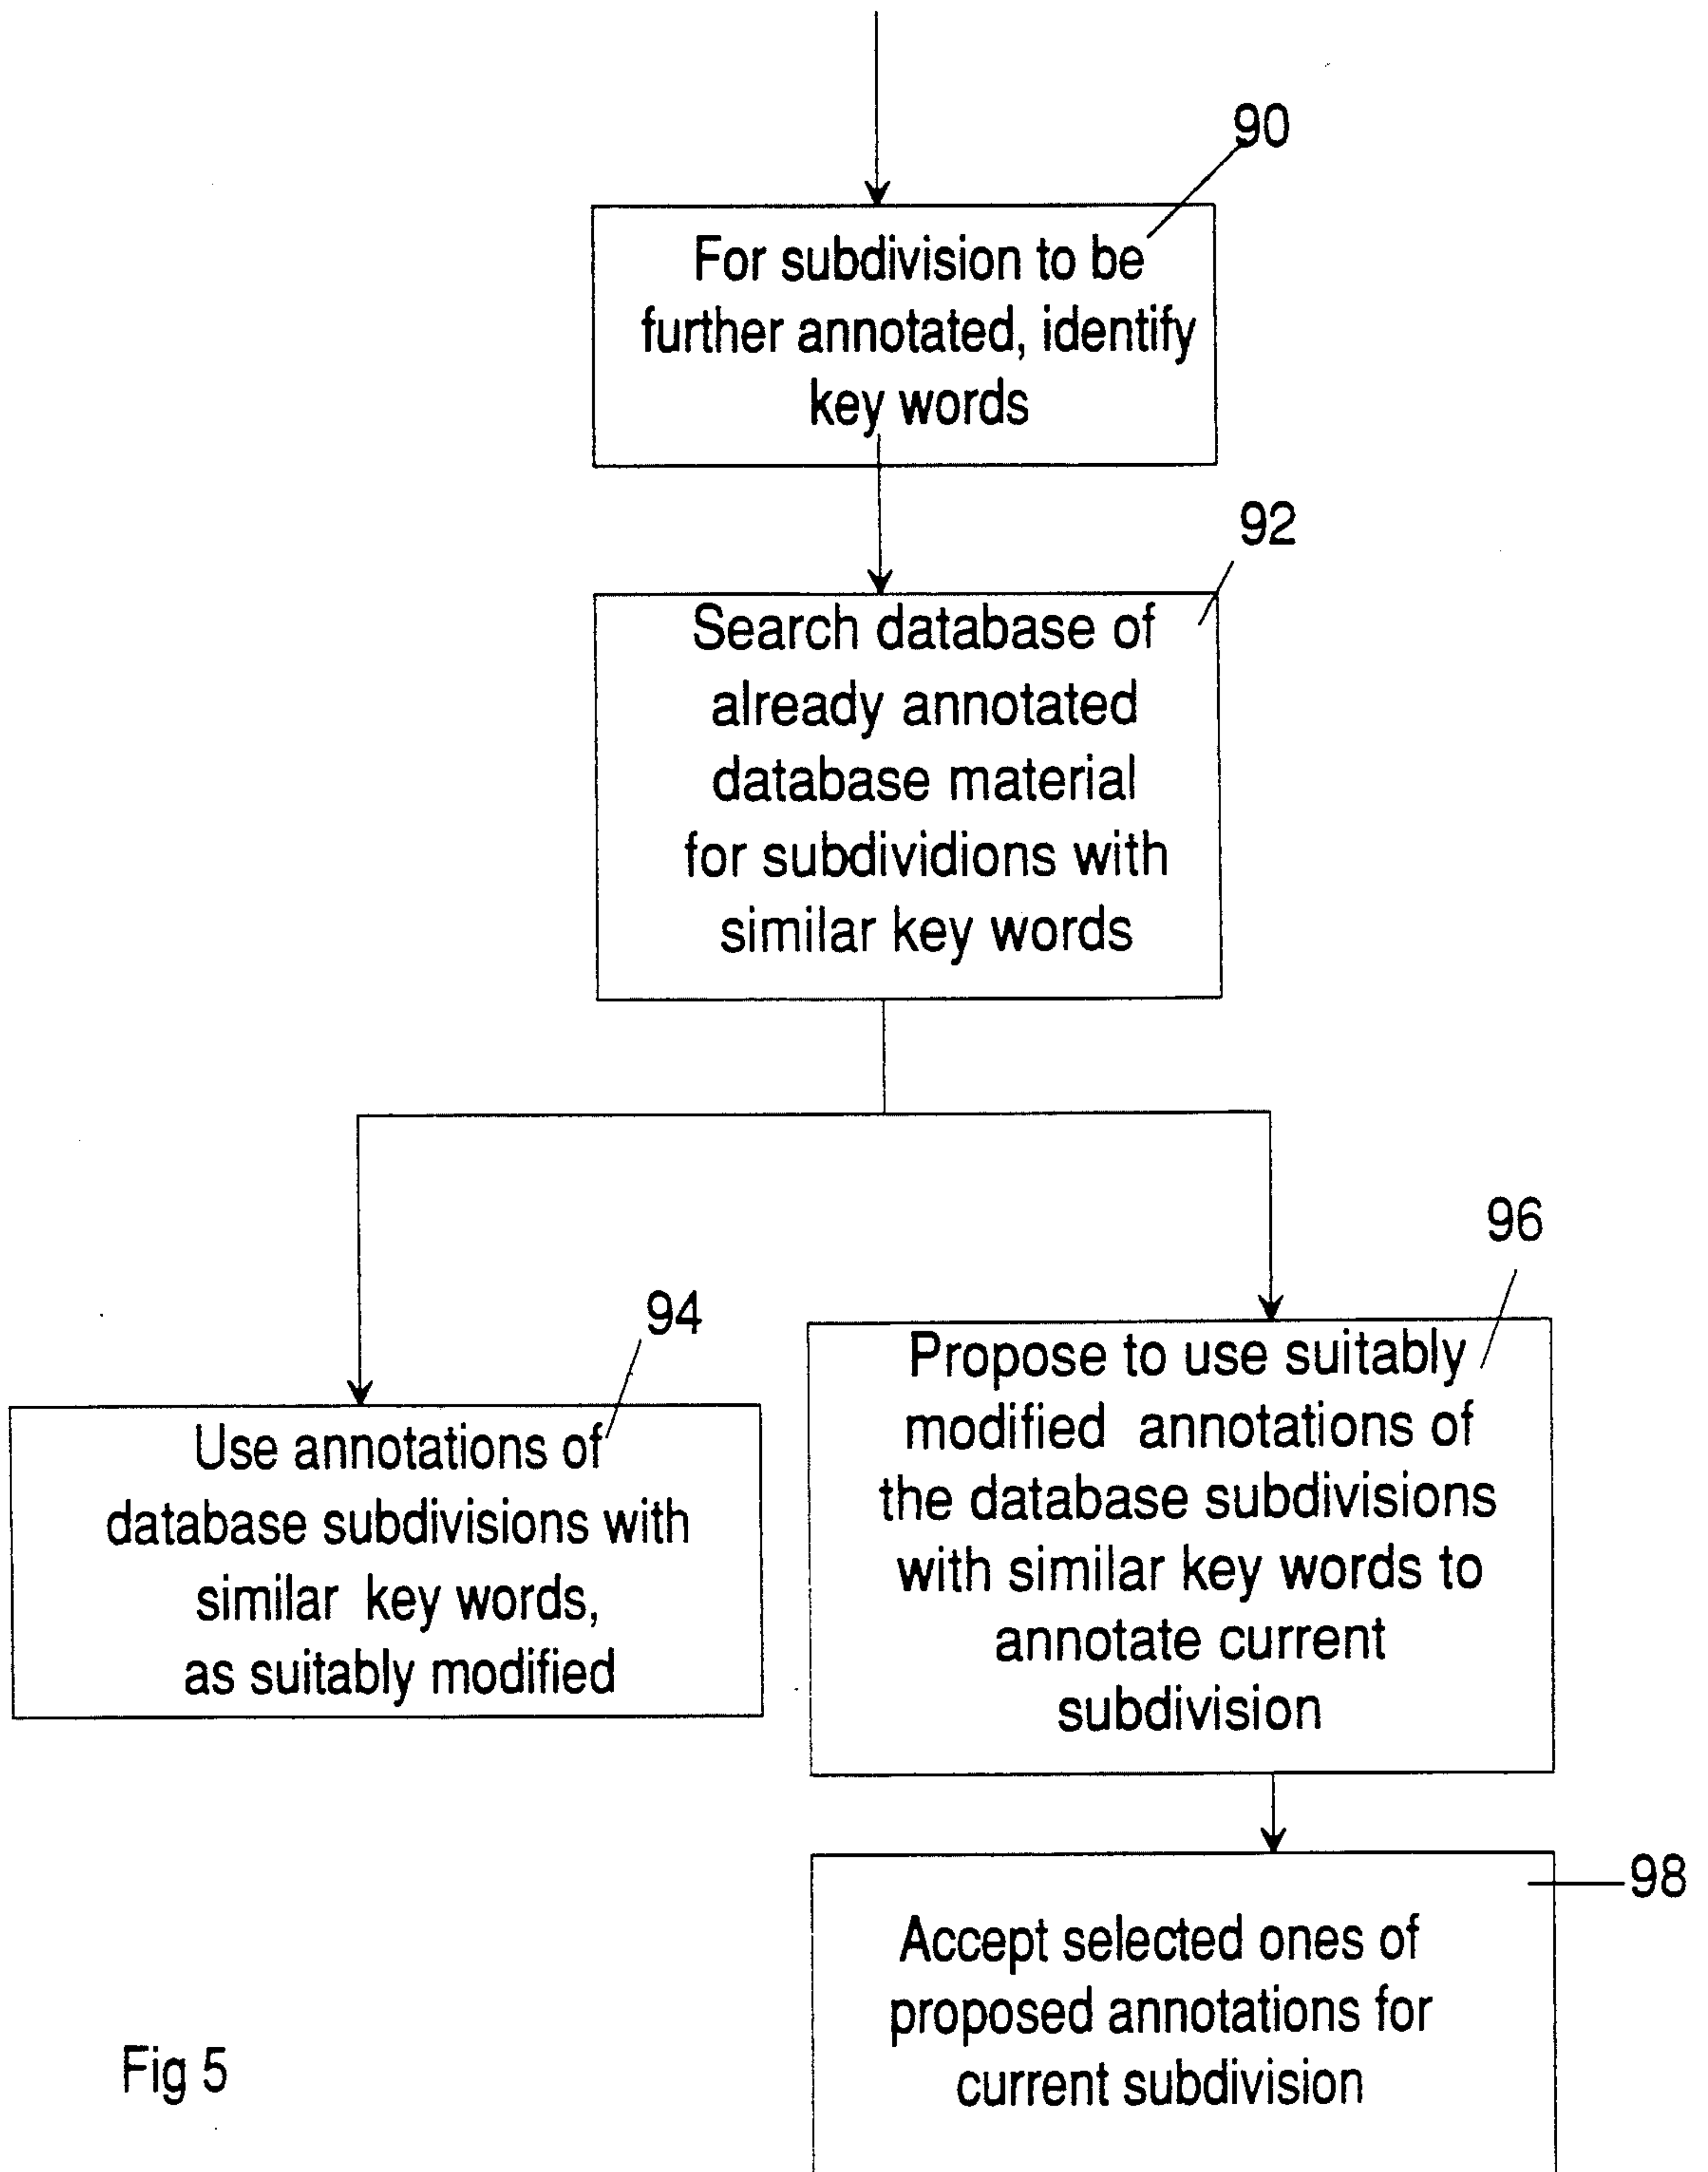 90
For subdivision to be
further annotated, identify
key words
92
Search database of
already annotated
database material
for subdividions with
similar key words
96
94
Propose to use suitably
modified annotations of
the database subdivisions
with similar key words to
annotate current
subdivision
Use annotations of
database subdivisions with
similar key words,
as suitably modified
98
Accept selected ones of
proposed annotations for
current subdivision
Fig 5